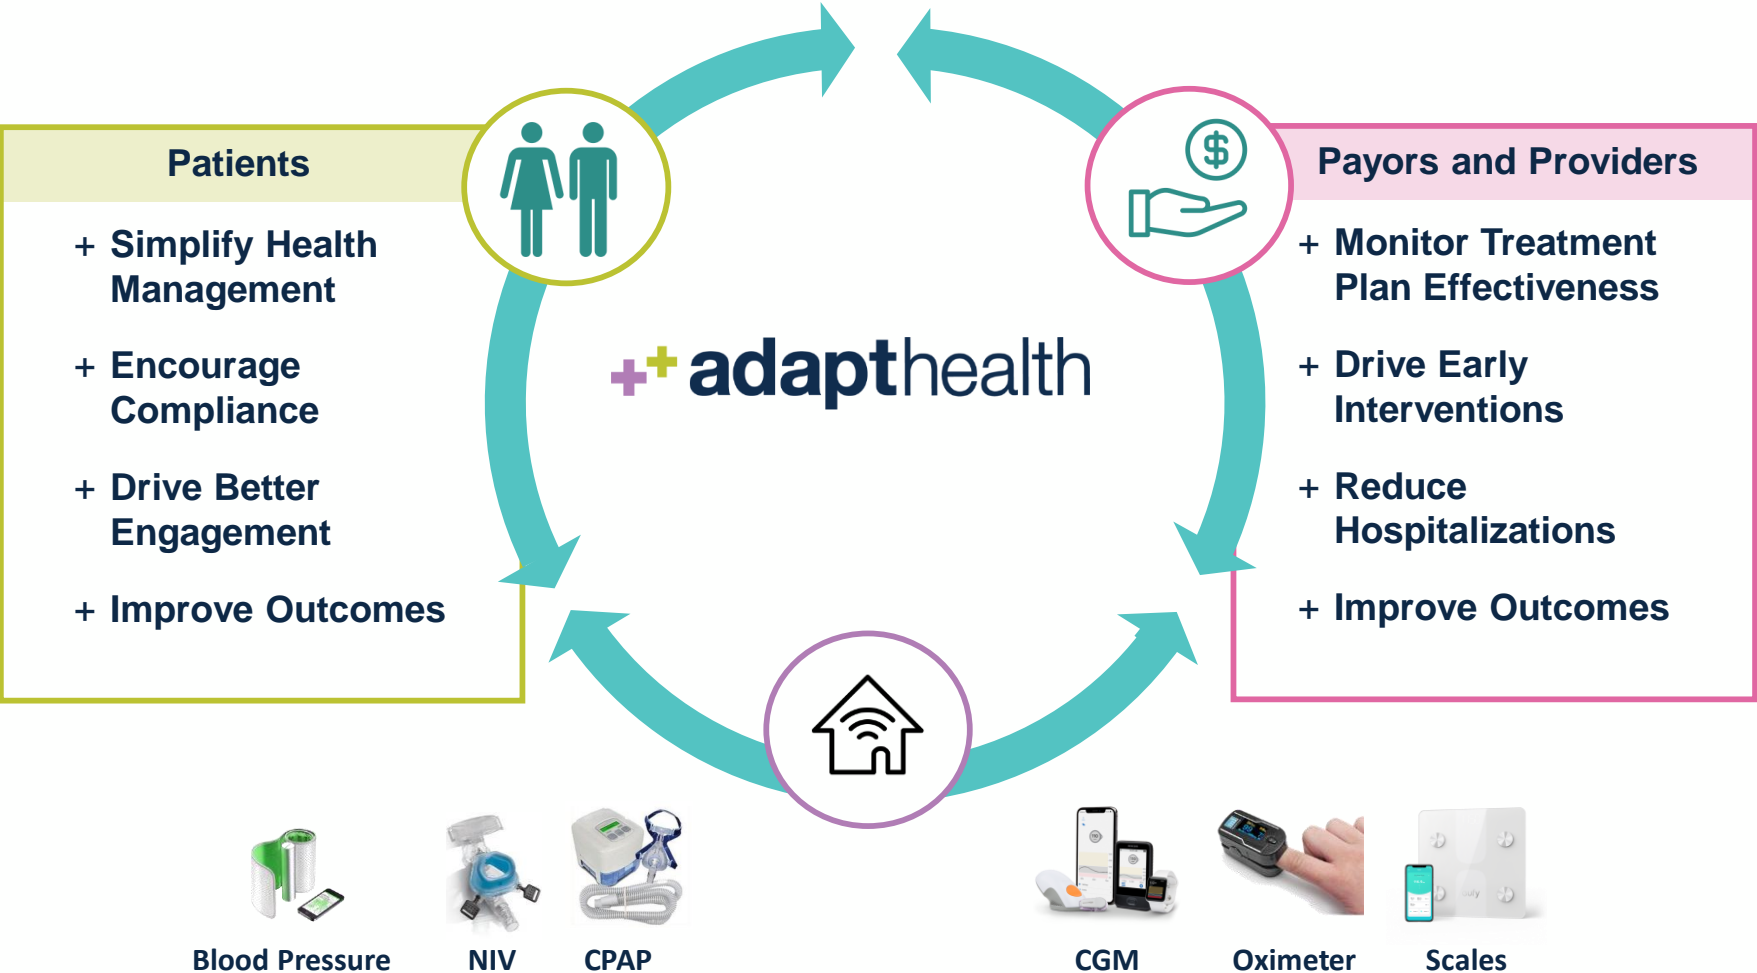 Patients
+ Simplify Health
Management
+ Encourage
Compliance
+ Drive Better
Engagement
+ Improve Outcomes
adapthealth
$
Payors and Providers
+ Monitor Treatment
Plan Effectiveness
+ Drive Early
Interventions
+ Reduce
Hospitalizations
+ Improve Outcomes
Blood Pressure
NIV
CPAP
CGM
Oximeter
Scales